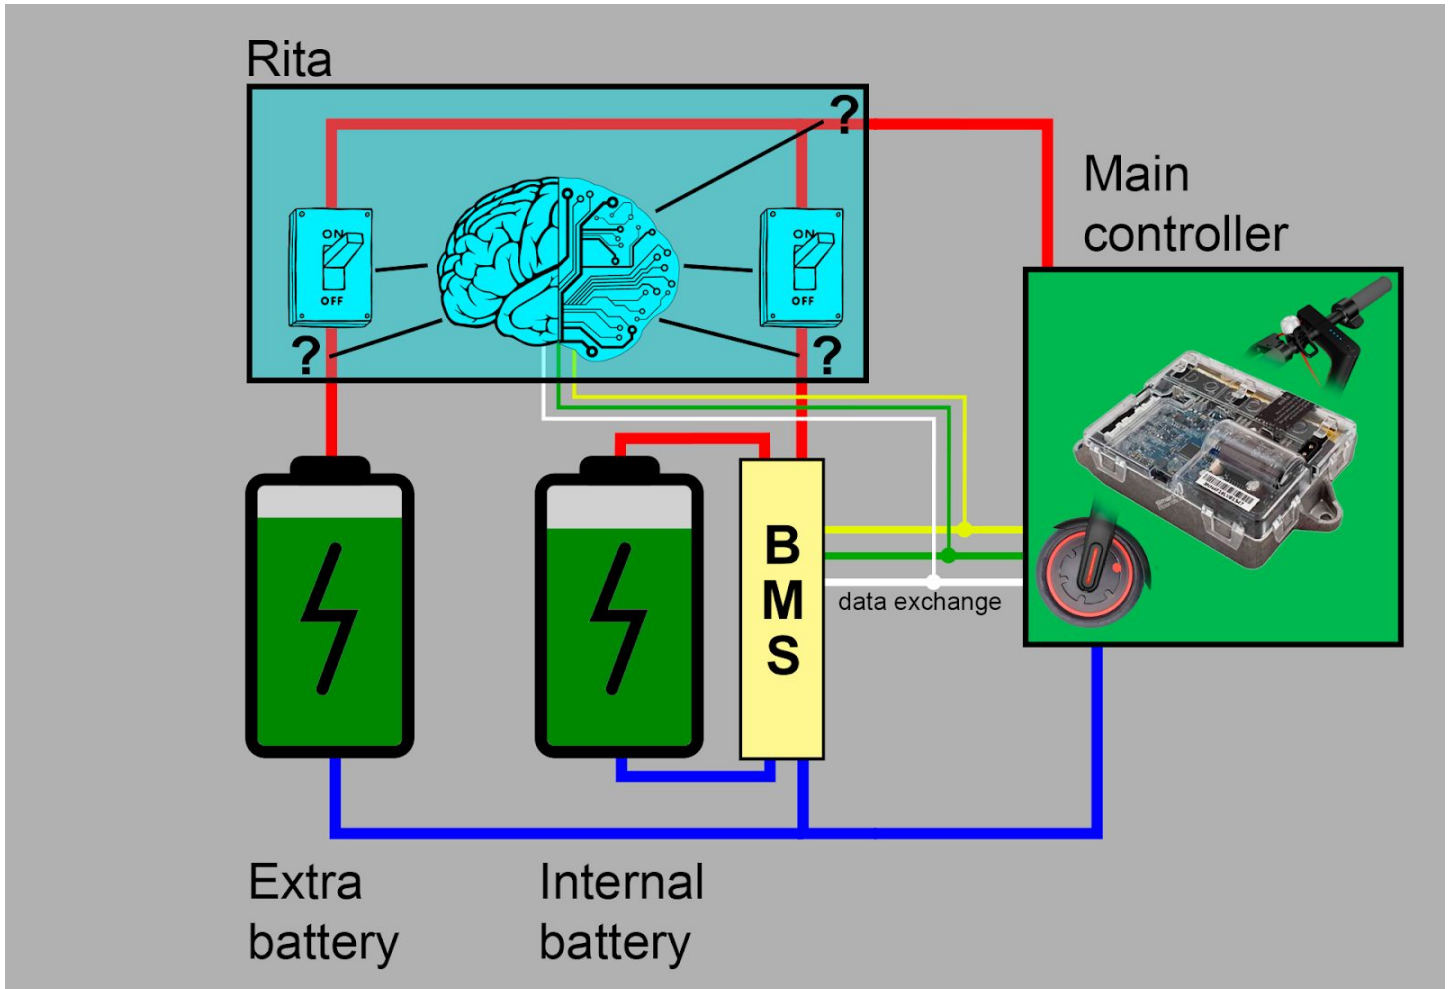 Rita
?
Main
controller
ON
OFF
ON
OFF
?
?
B
M
S
data exchange
Extra
battery
Internal
battery